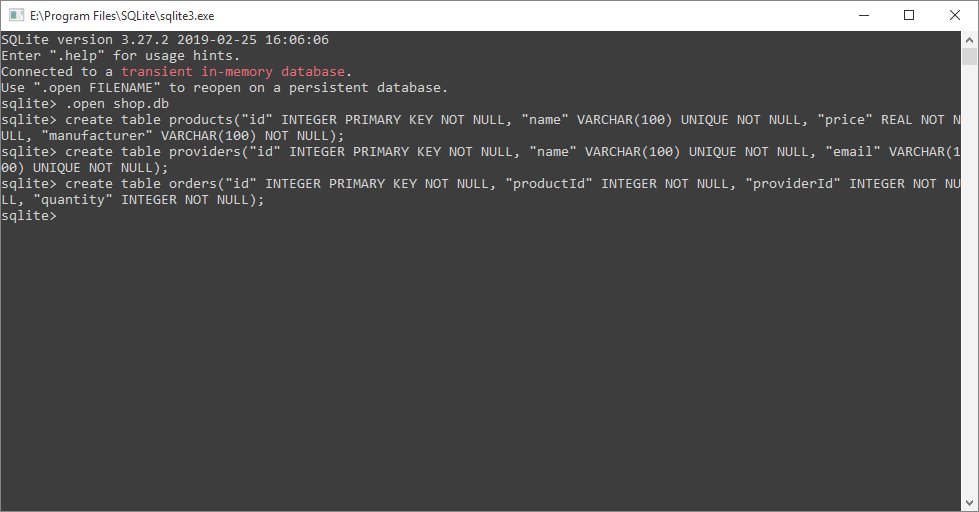 E:\Program Files\SQLite\sqlite3.exe
SQLite version 3.27.2 2019-02-25 16:06:06
Enter ".help" for usage hints.
Connected to a transient in-memory database.
Use ".open FILENAME" to reopen on a persistent database.
sqlite> .open shop.db
sqlite> create table products("id" INTEGER PRIMARY KEY NOT NULL, "name" VARCHAR(100) UNIQUE NOT NULL, "price" REAL NOT N
ULL, "manufacturer" VARCHAR(100) NOT NULL);
sqlite> create table providers("id" INTEGER PRIMARY KEY NOT NULL, "name" VARCHAR(100) UNIQUE NOT NULL, "email" VARCHAR(1
00) UNIQUE NOT NULL);
sqlite> create table orders("id" INTEGER PRIMARY KEY NOT NULL, "productId" INTEGER NOT NULL, "providerId" INTEGER NOT NU
LL, "quantity" INTEGER NOT NULL);
sqlite>